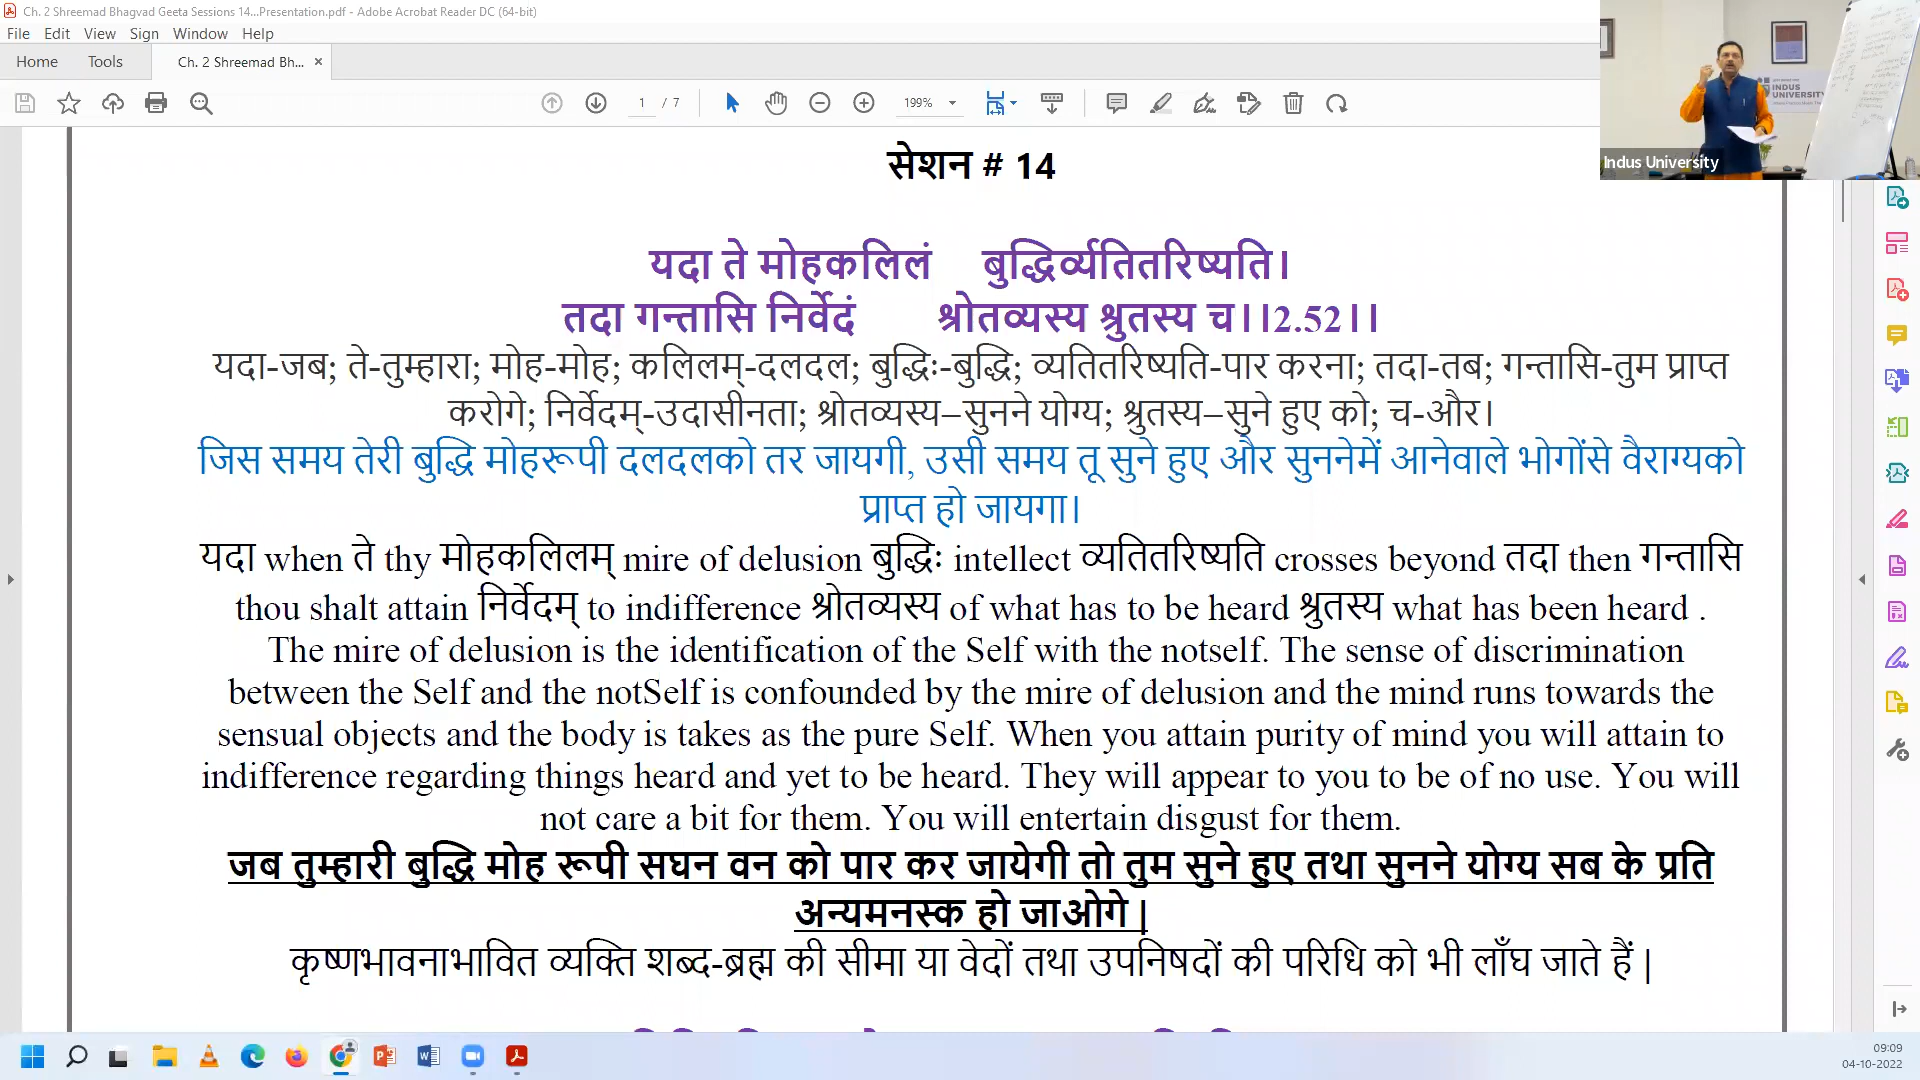 Ch. 2 Shreemad Bhagvad Geeta Sessions 14...Presentation.pdf - Adobe Acrobat Reader DC (64-bit)
File Edit View Sign Window Help
Home Tools Ch. 2 Shreemad Bh... ×
1 / 7 199%
INDUS
UNIVERSITY
Indus University
सेशन # 14
यदा ते मोहकलिलं बुद्धिर्व्यतितरिष्यति।
तदा गन्तासि निर्वेदं श्रोतव्यस्य श्रुतस्य च।।2.52।।
यदा-जब; ते-तुम्हारा; मोह-मोह; कलिलम्-दलदल; बुद्धिः-बुद्धि; व्यतितरिष्यति-पार करना; तदा-तब; गन्तासि-तुम प्राप्त
करोगे; निर्वेदम्-उदासीनता; श्रोतव्यस्य–सुनने योग्य; श्रुतस्य–सुने हुए को; च-और।
जिस समय तेरी बुद्धि मोहरूपी दलदलको तर जायगी, उसी समय तू सुने हुए और सुननेमें आनेवाले भोगोंसे वैराग्यको
प्राप्त हो जायगा।
यदा when ते thy मोहकलिलम् mire of delusion बुद्धिः intellect व्यतितरिष्यति crosses beyond तदा then गन्तासि
thou shalt attain निर्वेदम् to indifference श्रोतव्यस्य of what has to be heard श्रुतस्य what has been heard .
The mire of delusion is the identification of the Self with the notself. The sense of discrimination
between the Self and the notSelf is confounded by the mire of delusion and the mind runs towards the
sensual objects and the body is takes as the pure Self. When you attain purity of mind you will attain to
indifference regarding things heard and yet to be heard. They will appear to you to be of no use. You will
not care a bit for them. You will entertain disgust for them.
जब तुम्हारी बुद्धि मोह रूपी सघन वन को पार कर जायेगी तो तुम सुने हुए तथा सुनने योग्य सब के प्रति
अन्यमनस्क हो जाओगे |
कृष्णभावनाभावित व्यक्ति शब्द-ब्रह्म की सीमा या वेदों तथा उपनिषदों की परिधि को भी लाँघ जाते हैं |
09:09
04-10-2022